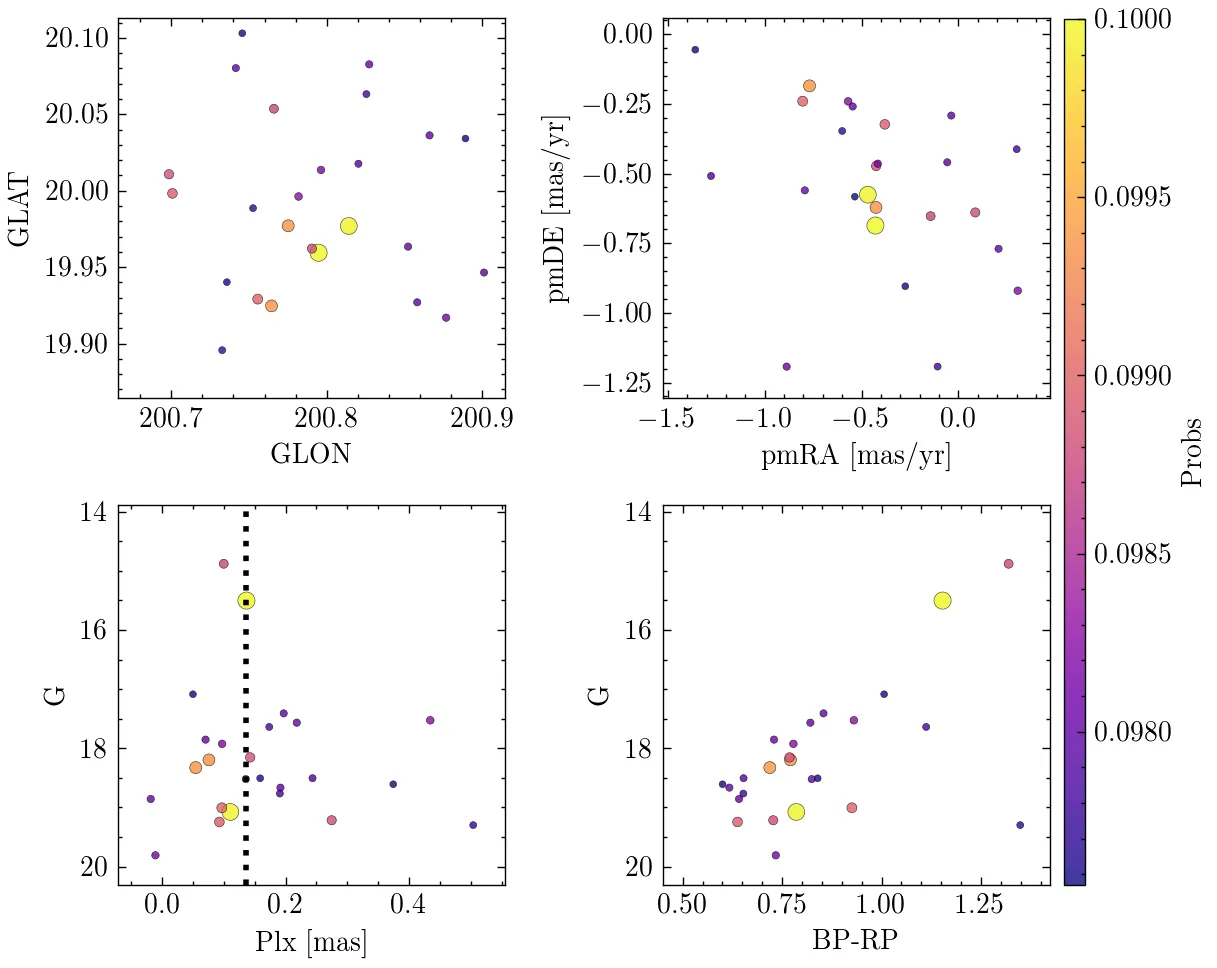 20.10
20.05
20.00
19.95
19.90
GLAT
200.7 200.8 200.9
GLON
0.00
−0.25
−0.50
−0.75
−1.00
−1.25
pmDE [mas/yr]
−1.5 −1.0 −0.5 0.0
pmRA [mas/yr]
14
16
18
20
G
0.0 0.2 0.4
Plx [mas]
14
16
18
20
G
0.50 0.75 1.00 1.25
BP-RP
0.1000
0.0995
0.0990
0.0985
0.0980
Probs